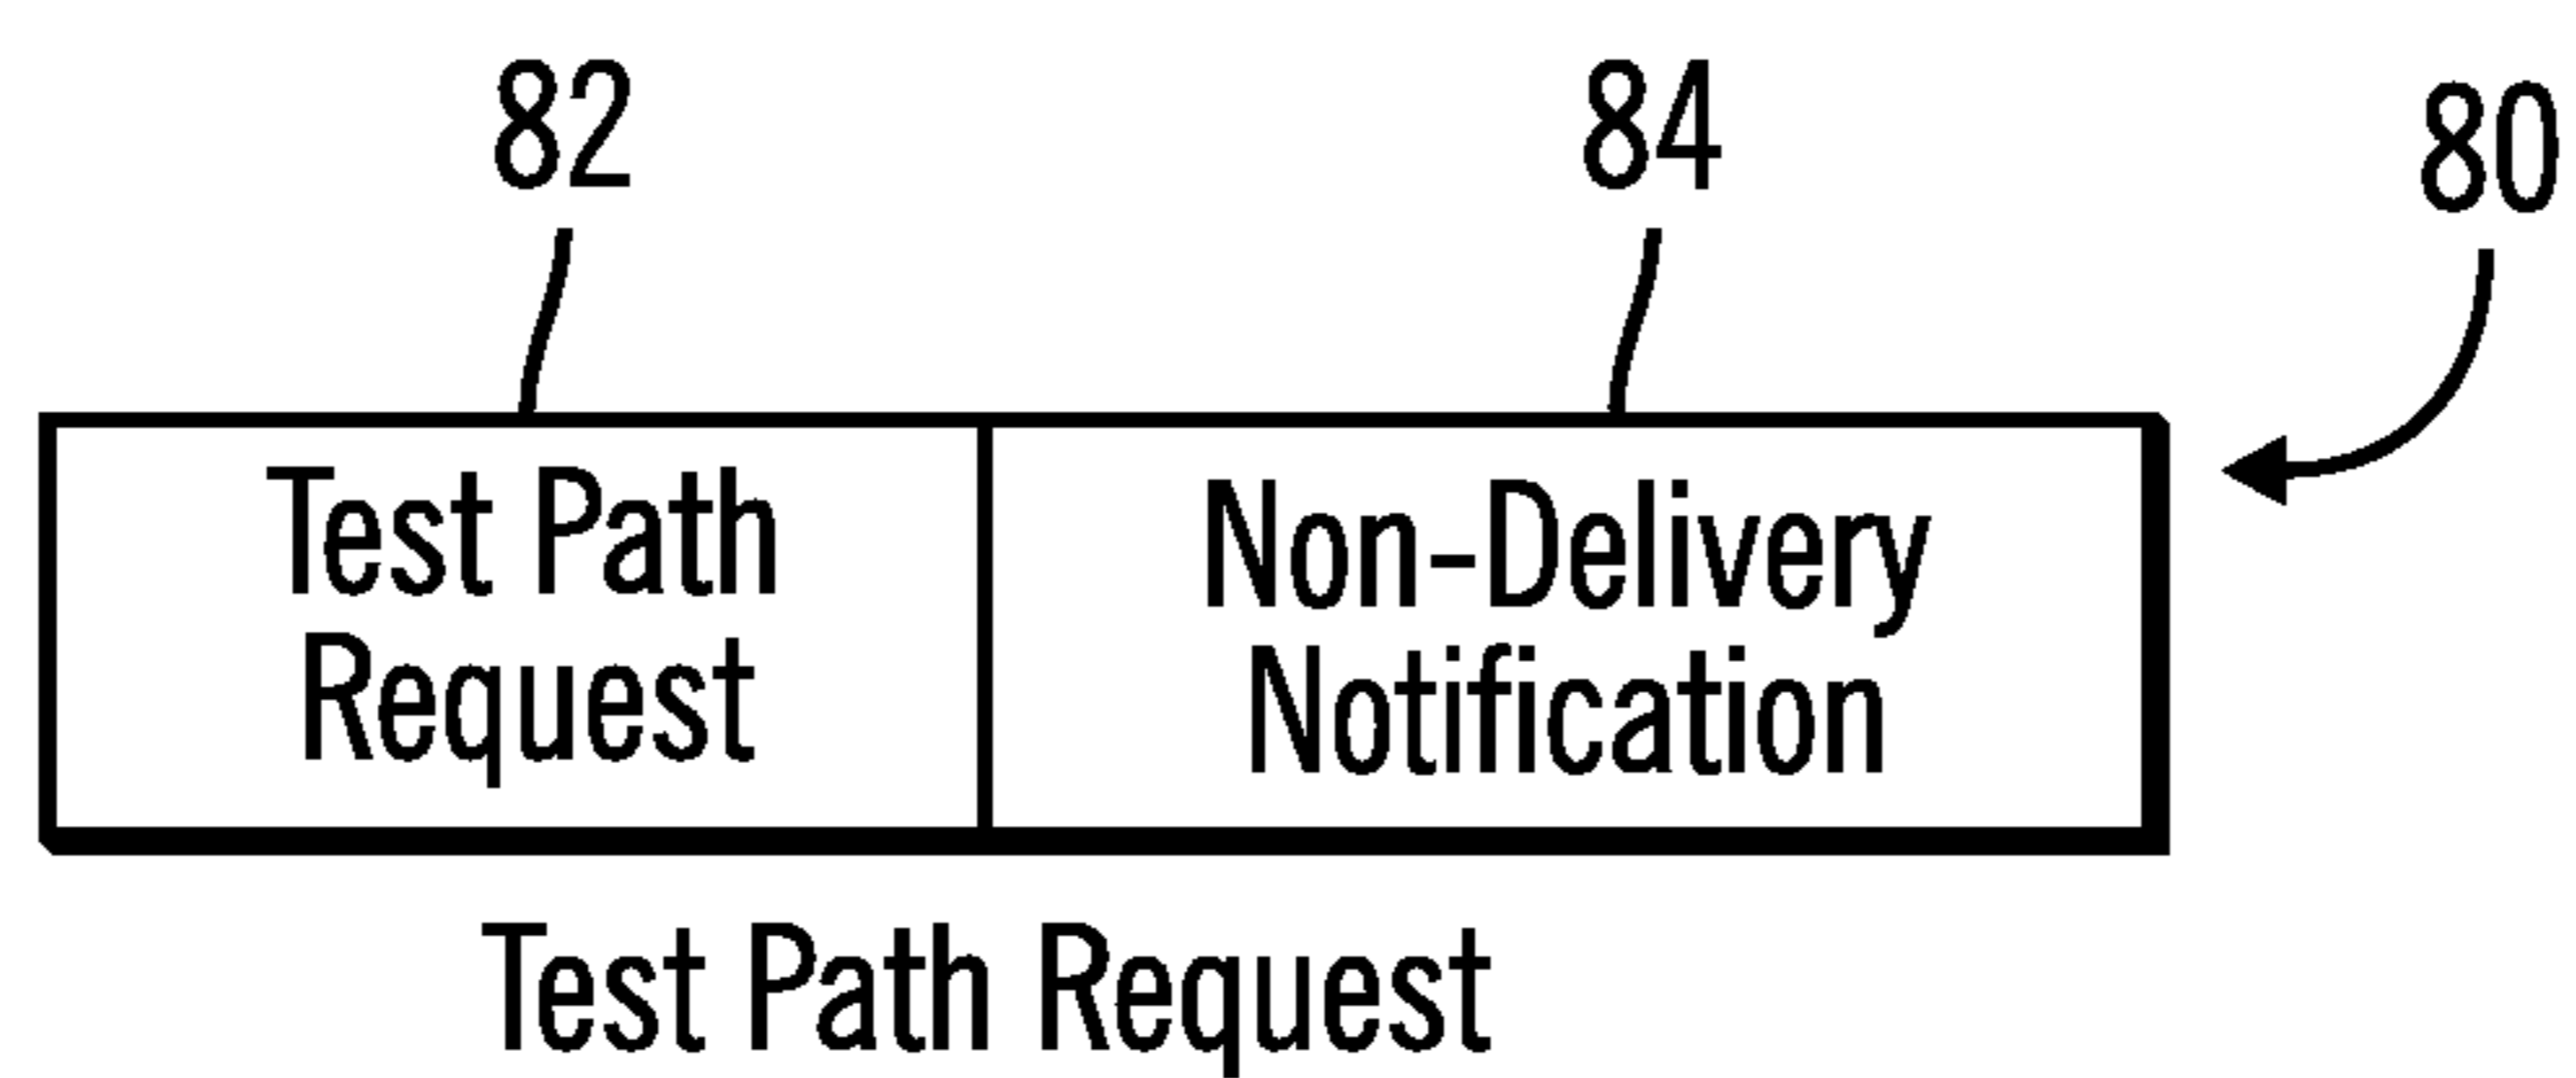 82
84
80
Test Path
Request
Non-Delivery
Notification
Test Path Request